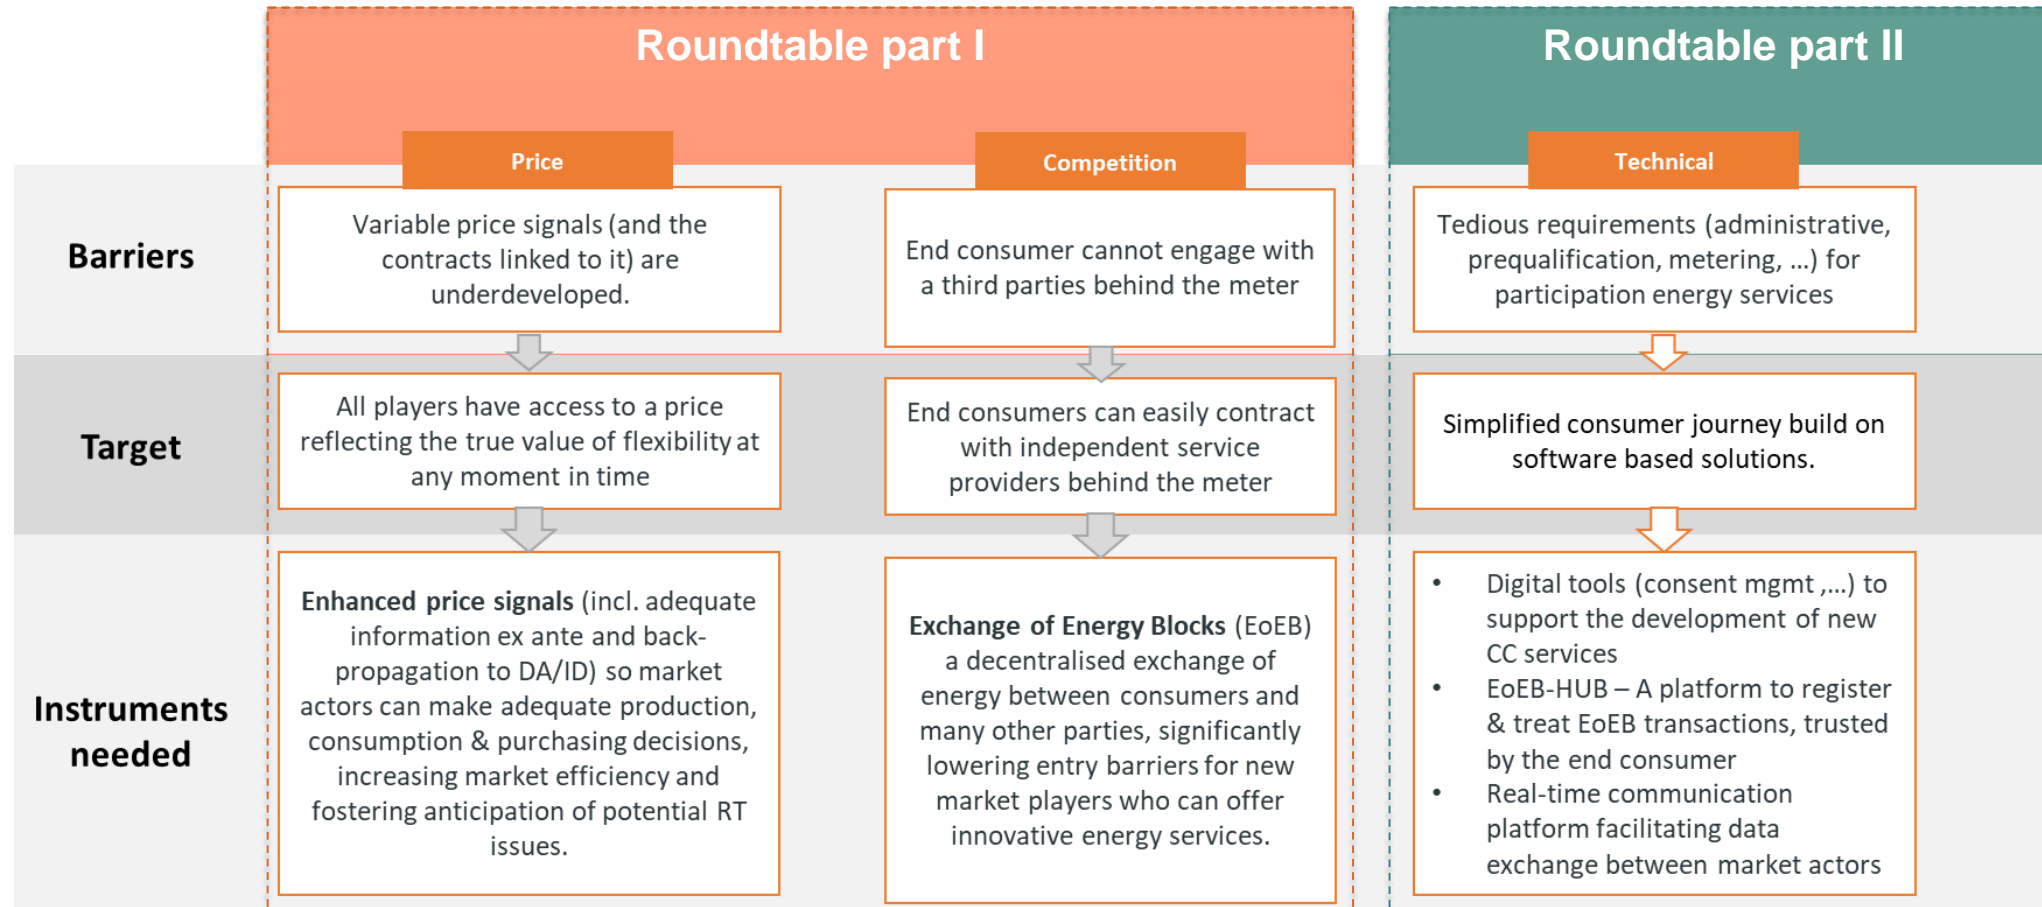 Roundtable part I
Roundtable part II
Price
Competition
Technical
Barriers
Variable price signals (and the
contracts linked to it) are
underdeveloped.
End consumer cannot engage with
a third parties behind the meter
Tedious requirements (administrative,
prequalification, metering, ...) for
participation energy services
Target
All players have access to a price
reflecting the true value of flexibility at
any moment in time
End consumers can easily contract
with independent service
providers behind the meter
Simplified consumer journey build on
software based solutions.
Instruments
needed
Enhanced price signals (incl. adequate
information ex ante and back-
propagation to DA/ID) so market
actors can make adequate production,
consumption & purchasing decisions,
increasing market efficiency and
fostering anticipation of potential RT
issues.
Exchange of Energy Blocks (EoEB)
a decentralised exchange of
energy between consumers and
many other parties, significantly
lowering entry barriers for new
market players who can offer
innovative energy services.
• Digital tools (consent mgmt ,...) to
support the development of new
CC services
• EoEB-HUB – A platform to register
& treat EoEB transactions, trusted
by the end consumer
• Real-time communication
platform facilitating data
exchange between market actors